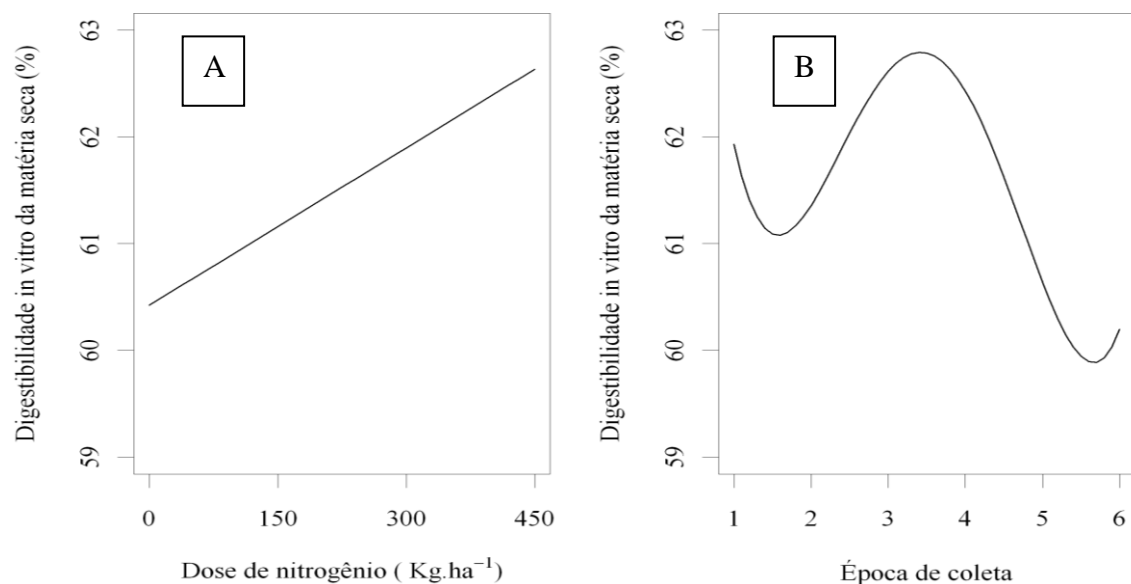 A
Digestibilidade in vitro da matéria seca (%)
63
62
61
60
59
0 150 300 450
Dose de nitrogênio ( Kg.ha⁻¹)
B
Digestibilidade in vitro da matéria seca (%)
63
62
61
60
59
1 2 3 4 5 6
Época de coleta